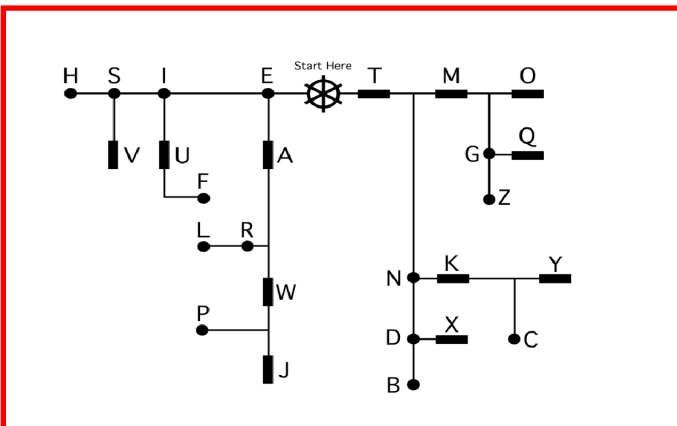 Start Here
H S I E T M O
V U A G Q
F Z
L R
N K Y
W
P D X C
J B